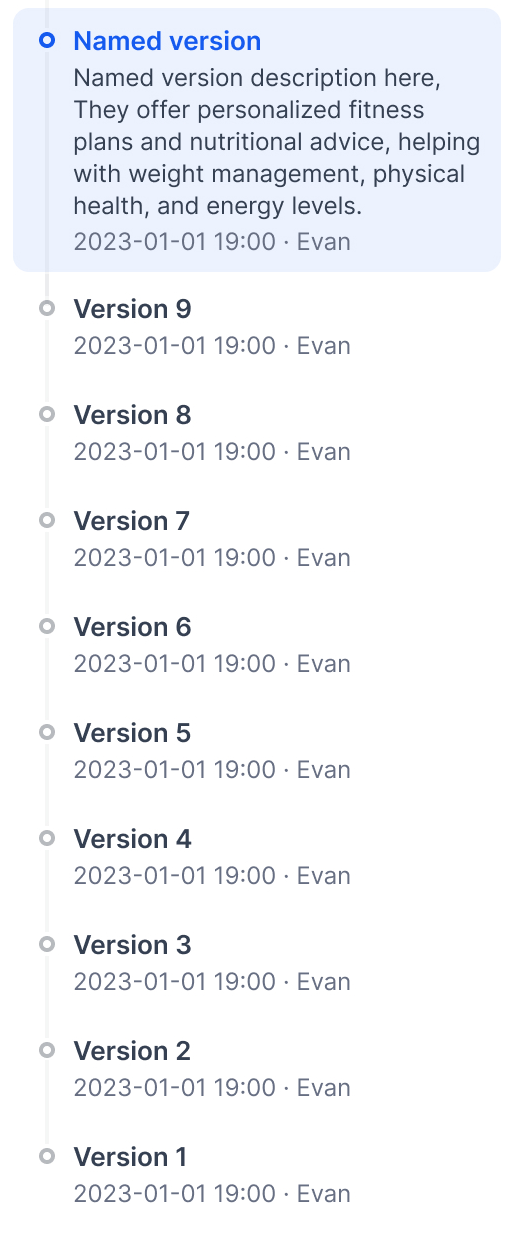 Named version
Named version description here,
They offer personalized fitness
plans and nutritional advice, helping
with weight management, physical
health, and energy levels.
2023-01-01 19:00 · Evan
Version 9
2023-01-01 19:00 · Evan
Version 8
2023-01-01 19:00 · Evan
Version 7
2023-01-01 19:00 · Evan
Version 6
2023-01-01 19:00 · Evan
Version 5
2023-01-01 19:00 · Evan
Version 4
2023-01-01 19:00 · Evan
Version 3
2023-01-01 19:00 · Evan
Version 2
2023-01-01 19:00 · Evan
Version 1
2023-01-01 19:00 · Evan